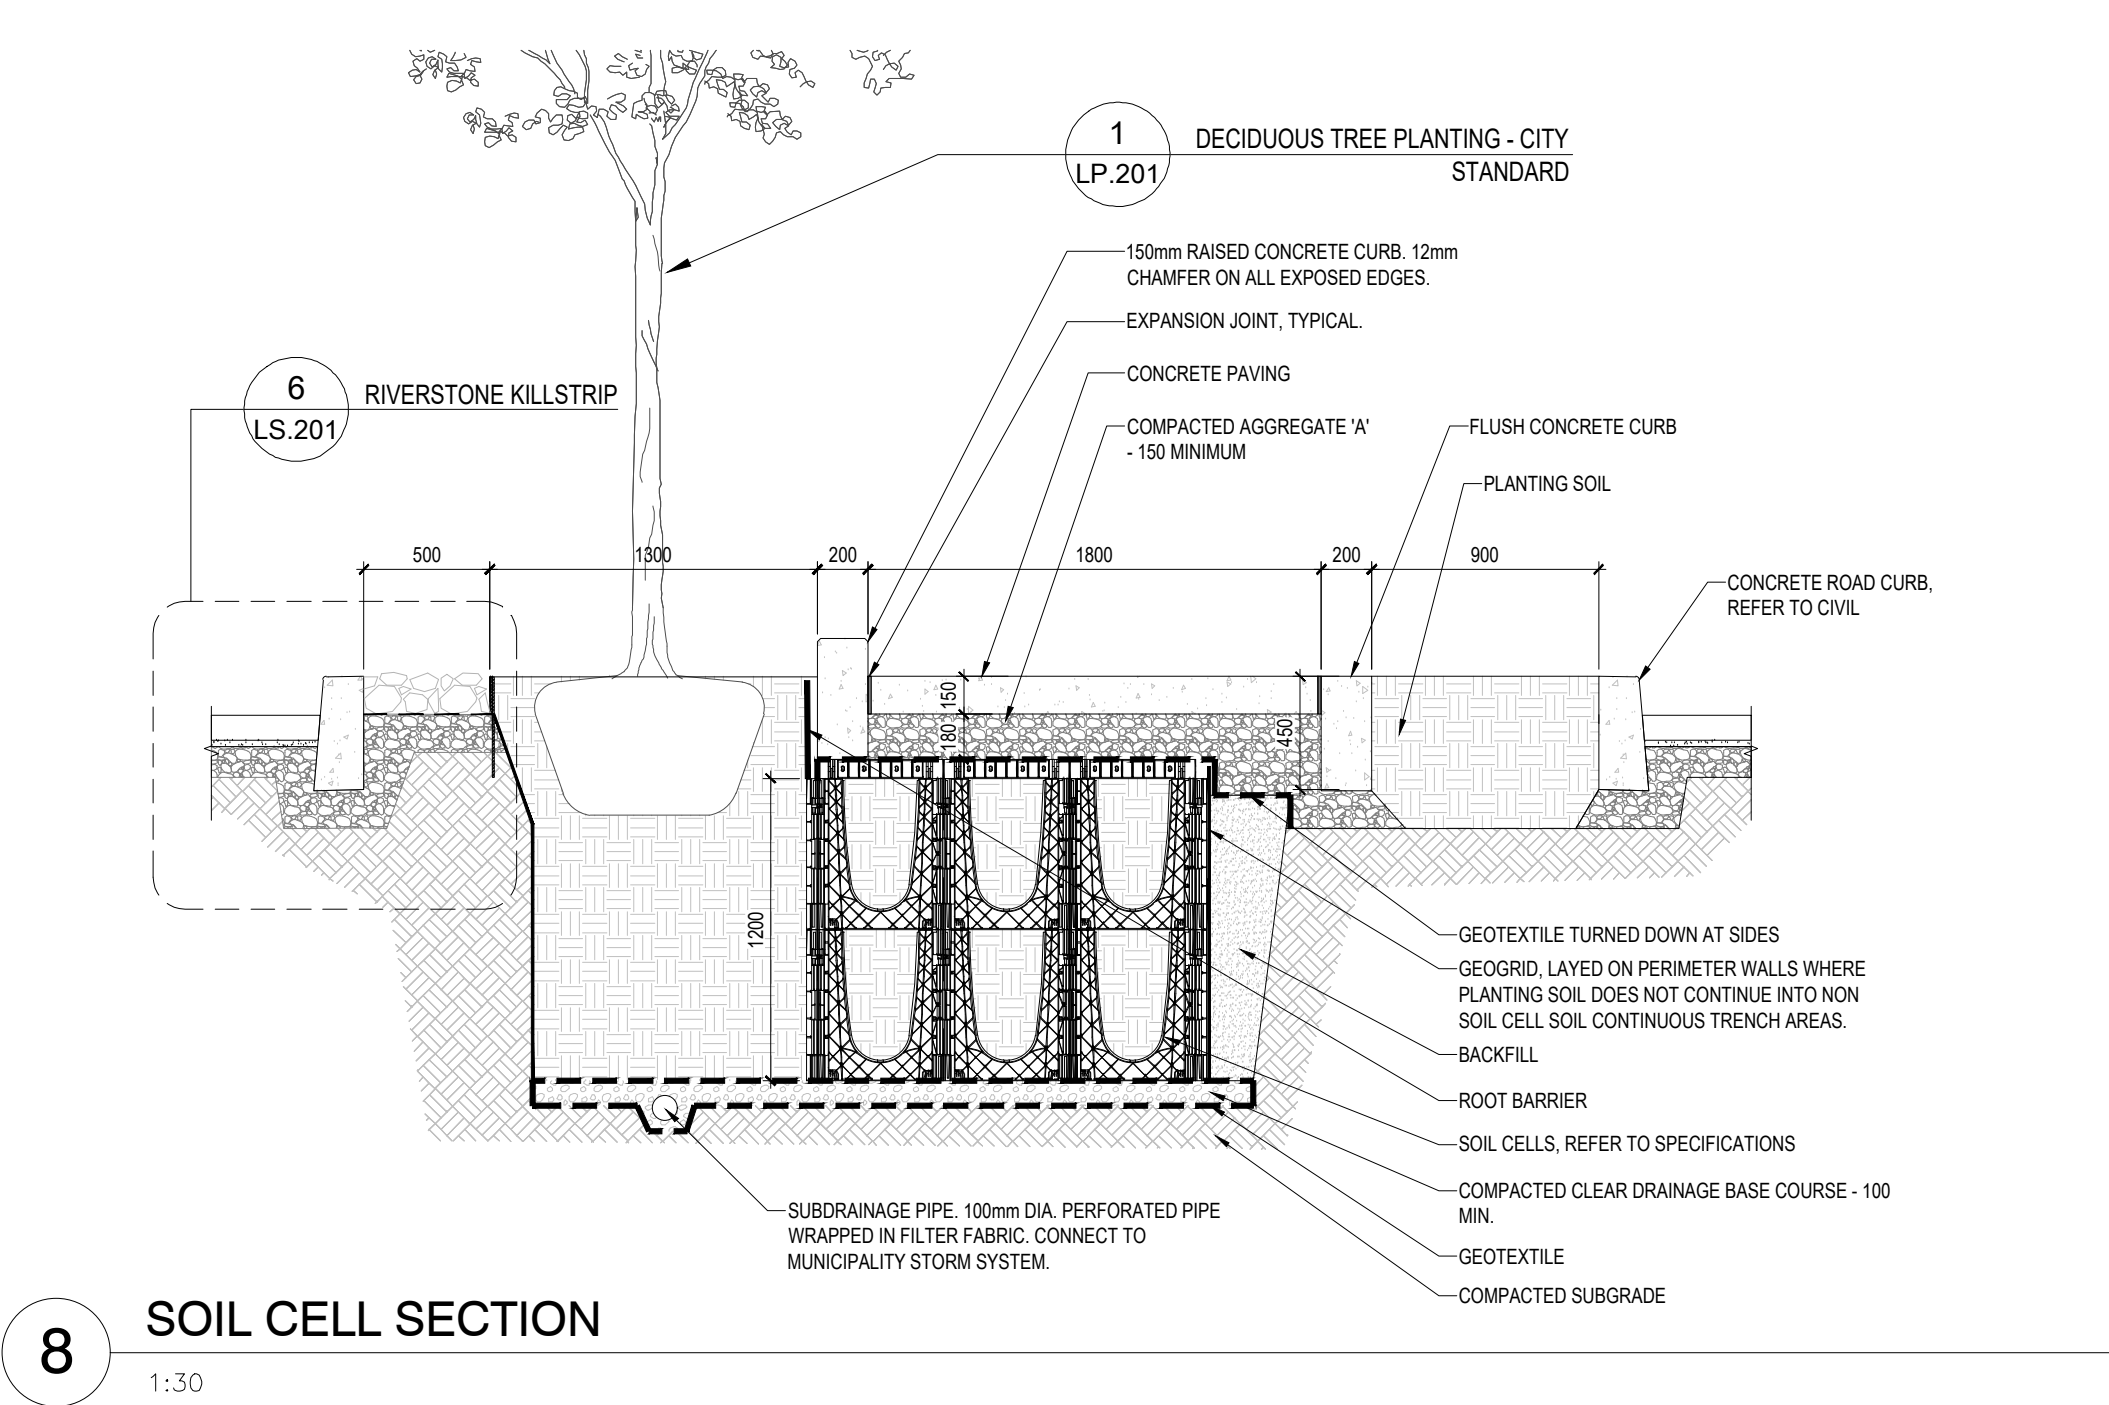 1
LP.201
DECIDUOUS TREE PLANTING - CITY
STANDARD
150mm RAISED CONCRETE CURB. 12mm
CHAMFER ON ALL EXPOSED EDGES.
EXPANSION JOINT, TYPICAL.
6
LS.201
RIVERSTONE KILLSTRIP
CONCRETE PAVING
COMPACTED AGGREGATE 'A'
- 150 MINIMUM
FLUSH CONCRETE CURB
PLANTING SOIL
500
1300
200
1800
200
900
CONCRETE ROAD CURB,
REFER TO CIVIL
150
180
450
1200
GEOTEXTILE TURNED DOWN AT SIDES
GEOGRID, LAYED ON PERIMETER WALLS WHERE
PLANTING SOIL DOES NOT CONTINUE INTO NON
SOIL CELL SOIL CONTINUOUS TRENCH AREAS.
BACKFILL
ROOT BARRIER
SOIL CELLS, REFER TO SPECIFICATIONS
COMPACTED CLEAR DRAINAGE BASE COURSE - 100
MIN.
GEOTEXTILE
COMPACTED SUBGRADE
SUBDRAINAGE PIPE. 100mm DIA. PERFORATED PIPE
WRAPPED IN FILTER FABRIC. CONNECT TO
MUNICIPALITY STORM SYSTEM.
8
SOIL CELL SECTION
1:30